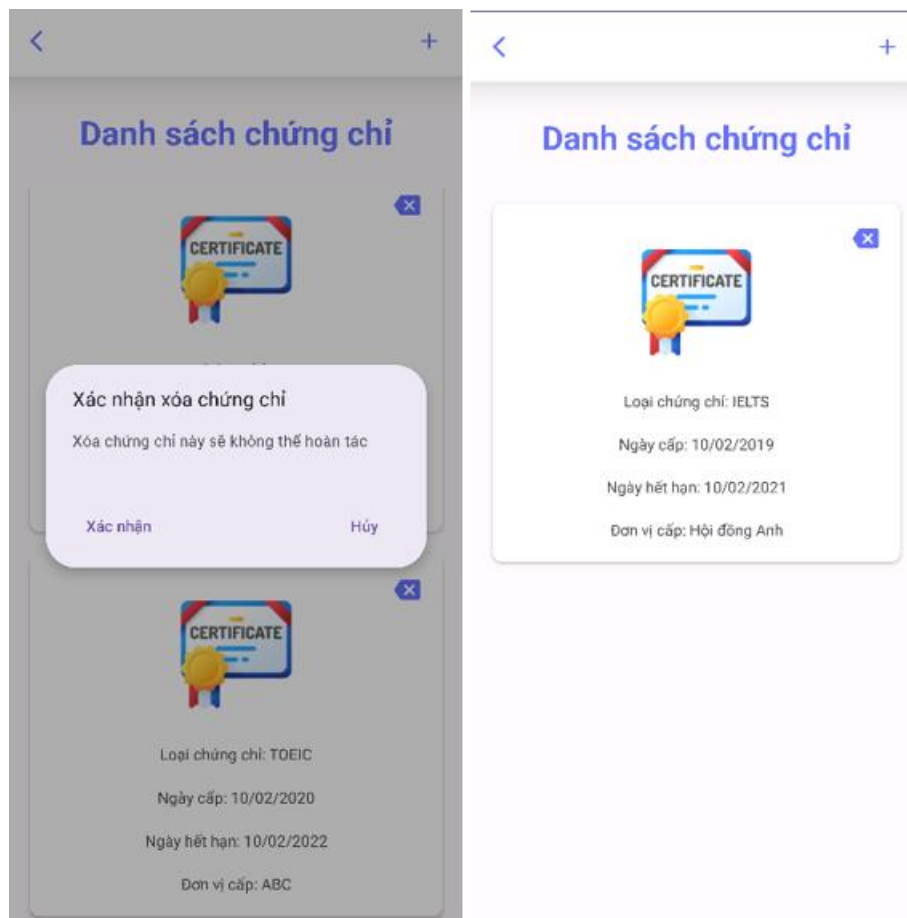 Danh sách chứng chỉ
CERTIFICATE
Xác nhận xóa chứng chỉ
Xóa chứng chỉ này sẽ không thể hoàn tác
Xác nhận
Hủy
CERTIFICATE
Loại chứng chỉ: TOEIC
Ngày cấp: 10/02/2020
Ngày hết hạn: 10/02/2022
Đơn vị cấp: ABC
Danh sách chứng chỉ
CERTIFICATE
Loại chứng chỉ: IELTS
Ngày cấp: 10/02/2019
Ngày hết hạn: 10/02/2021
Đơn vị cấp: Hội đồng Anh